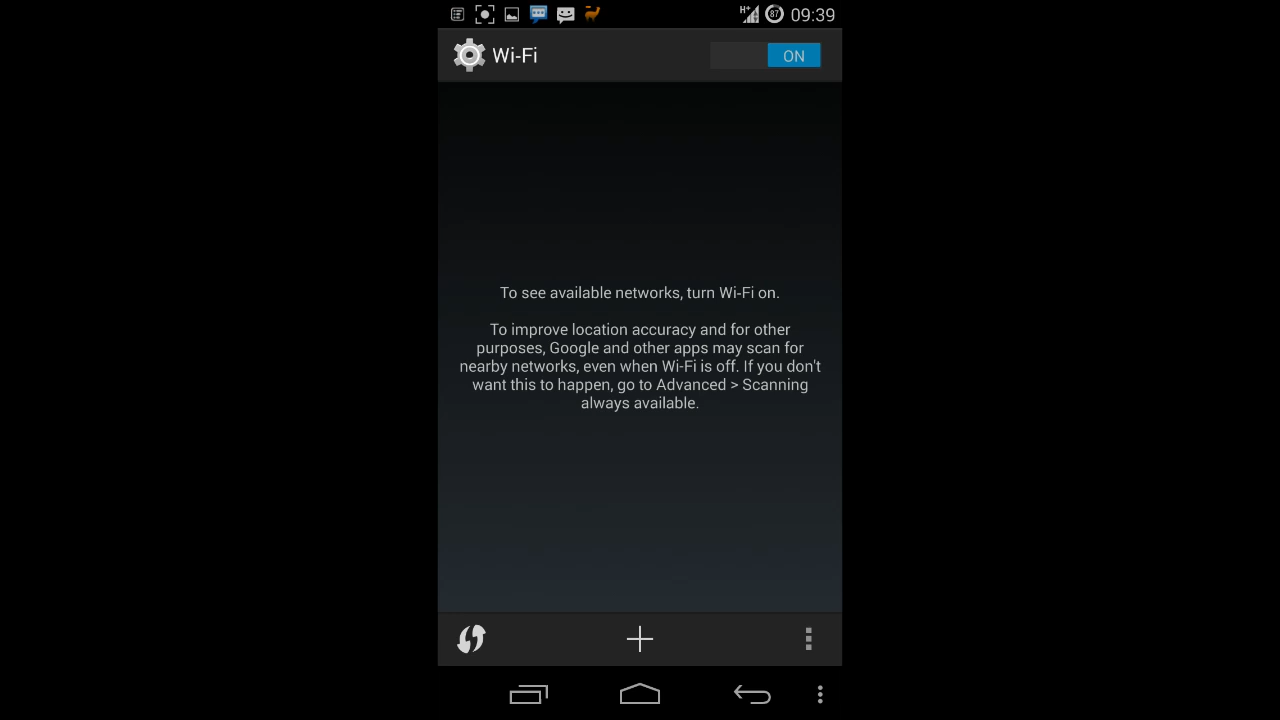 H+ 87 09:39
Wi-Fi ON
To see available networks, turn Wi-Fi on.
To improve location accuracy and for other
purposes, Google and other apps may scan for
nearby networks, even when Wi-Fi is off. If you don't
want this to happen, go to Advanced > Scanning
always available.